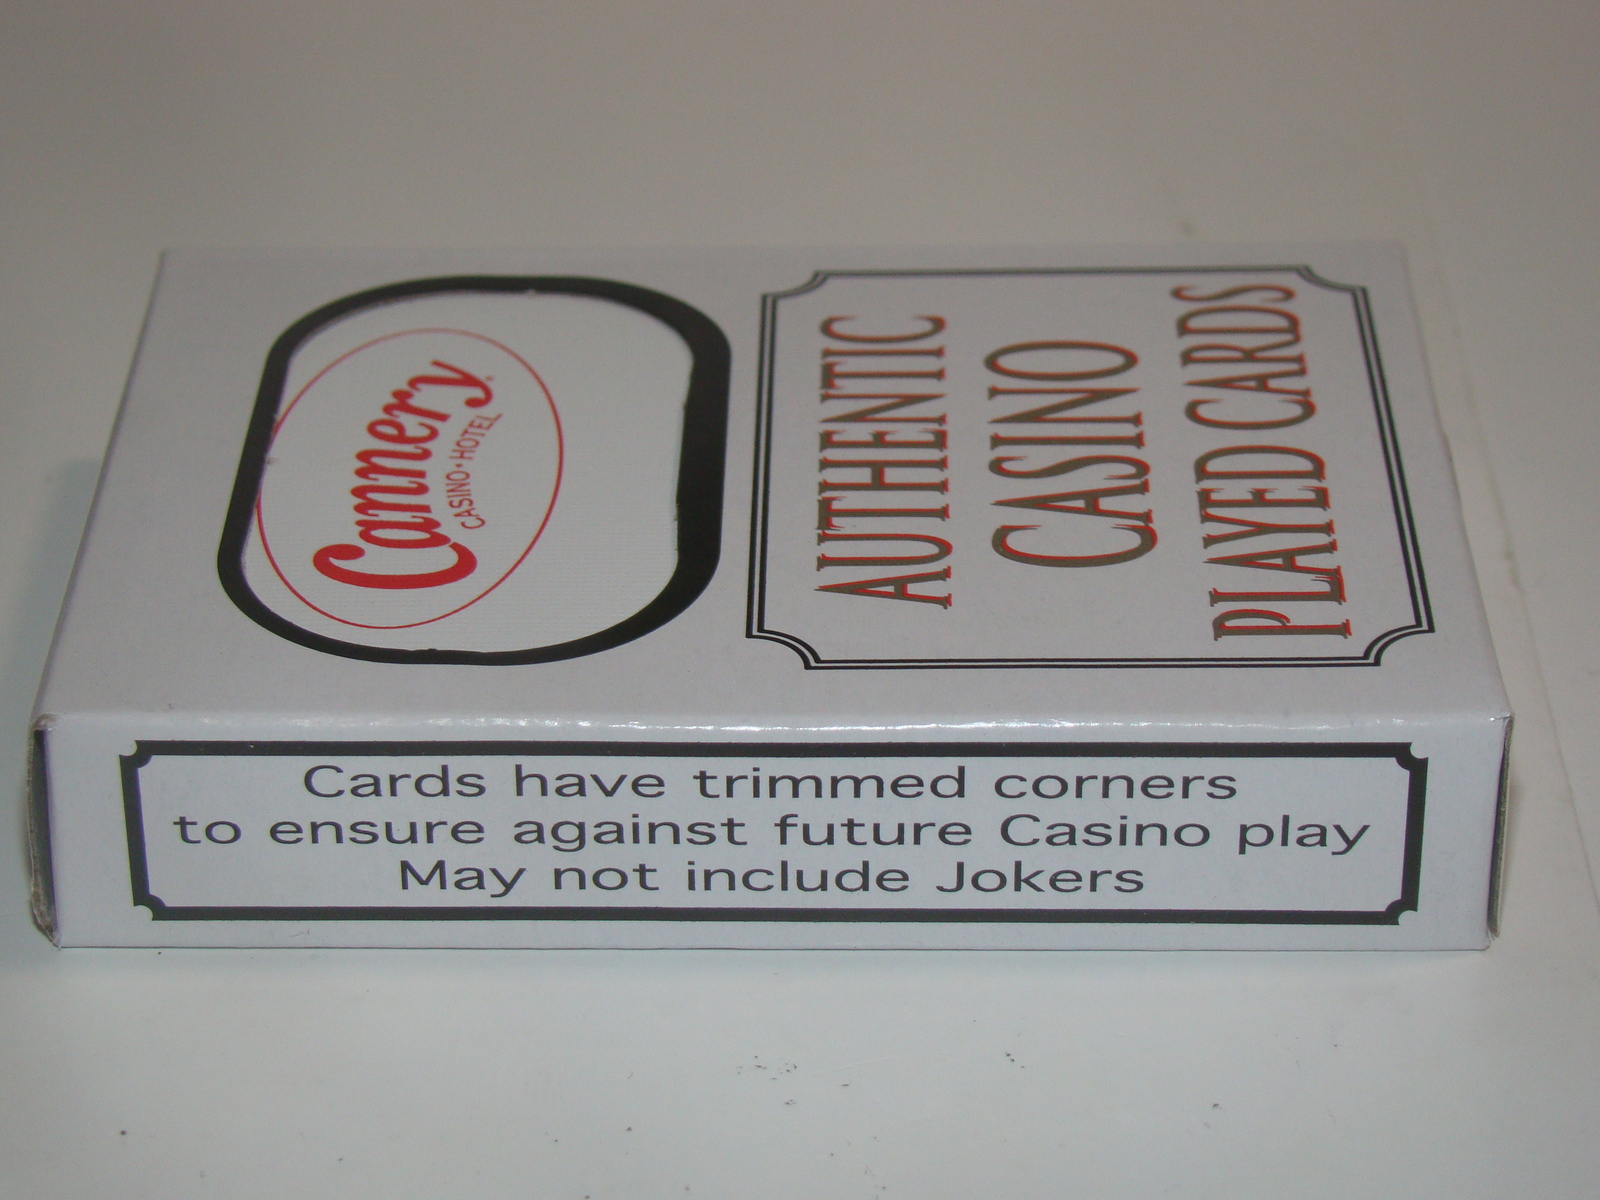 Cannery
CASINO•HOTEL
AUTHENTIC
CASINO
PLAYED CARDS
Cards have trimmed corners
to ensure against future Casino play
May not include Jokers